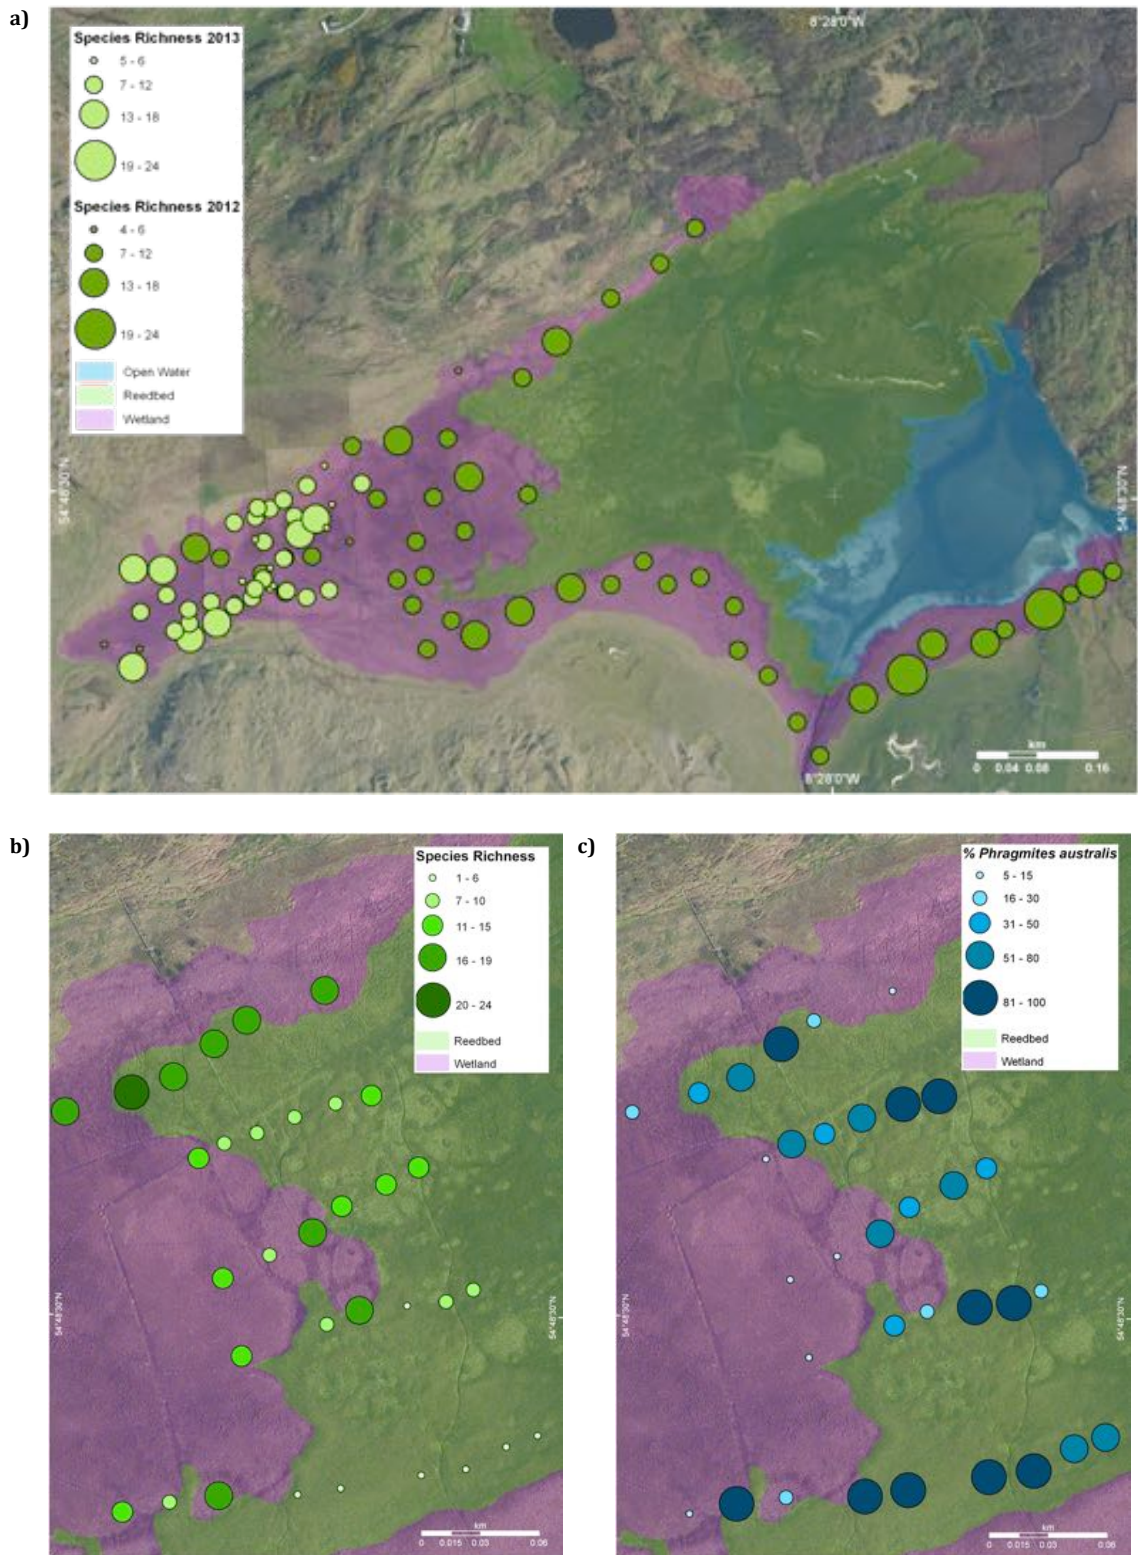 a)
8°28'0"W
Species Richness 2013
5 - 6
7 - 12
13 - 18
19 - 24
Species Richness 2012
4 - 6
7 - 12
13 - 18
19 - 24
Open Water
Reedbed
Wetland
54°48'30"N
54°48'30"N
km
0 0.04 0.08 0.16
8°28'0"W
b)
Species Richness
1 - 6
7 - 10
11 - 15
16 - 19
20 - 24
Reedbed
Wetland
54°48'30"N
54°48'30"N
km
0 0.015 0.03 0.06
c)
% Phragmites australis
5 - 15
16 - 30
31 - 50
51 - 80
81 - 100
Reedbed
Wetland
54°48'30"N
54°48'30"N
km
0 0.015 0.03 0.06